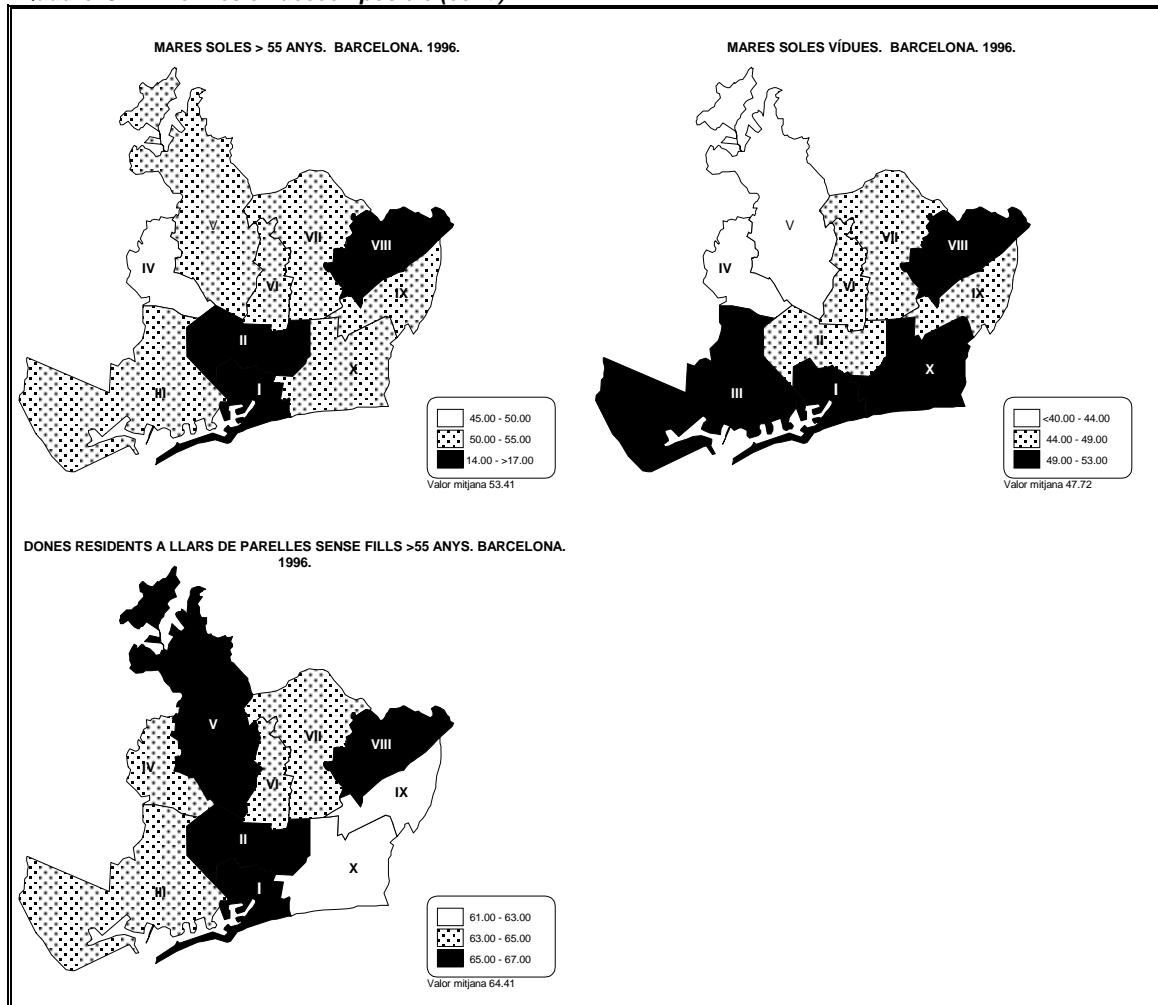 MARES SOLES > 55 ANYS. BARCELONA. 1996.
V
VII
VIII
IV
VI
IX
II
X
III
I
45.00 - 50.00
50.00 - 55.00
14.00 - >17.00
Valor mitjana 53.41
MARES SOLES VÍDUES. BARCELONA. 1996.
V
VII
VIII
IV
VI
IX
II
X
III
I
<40.00 - 44.00
44.00 - 49.00
49.00 - 53.00
Valor mitjana 47.72
DONES RESIDENTS A LLARS DE PARELLES SENSE FILLS >55 ANYS. BARCELONA.
1996.
V
VII
VIII
IV
VI
IX
II
X
III
I
61.00 - 63.00
63.00 - 65.00
65.00 - 67.00
Valor mitjana 64.41